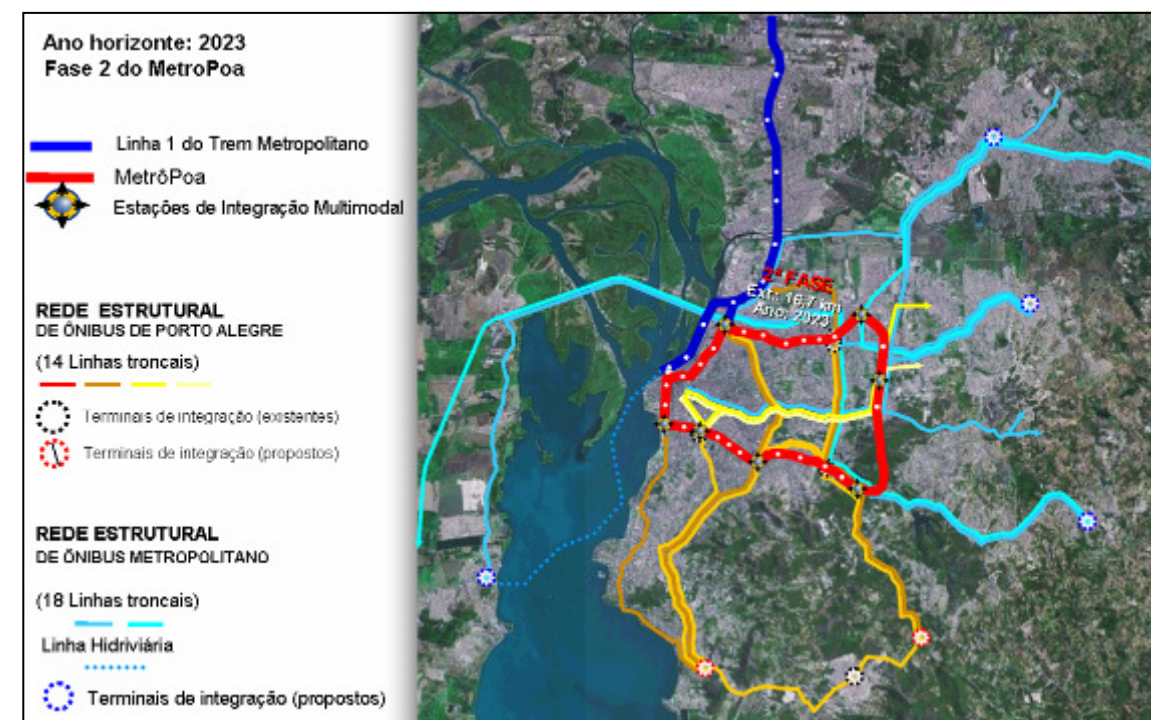 Ano horizonte: 2023
Fase 2 do MetroPoa
Linha 1 do Trem Metropolitano
MetrôPoa
Estações de Integração Multimodal
REDE ESTRUTURAL
DE ÔNIBUS DE PORTO ALEGRE
(14 Linhas troncais)
Terminais de integração (existentes)
Terminais de integração (propostos)
REDE ESTRUTURAL
DE ÔNIBUS METROPOLITANO
(18 Linhas troncais)
Linha Hidriviária
Terminais de integração (propostos)
2ª FASE
Ext.: 16,7 km
Ano: 2023